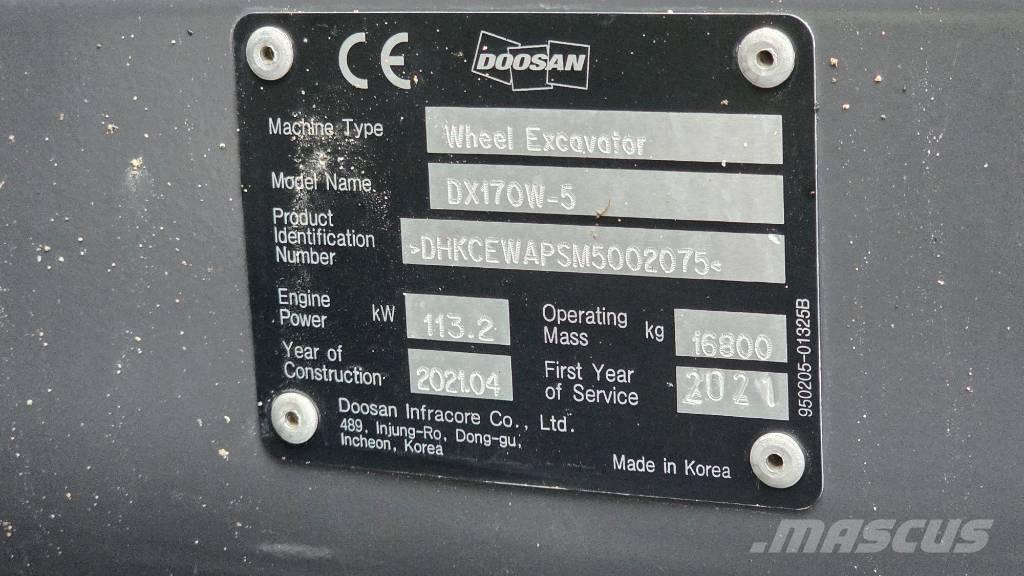 CE DOOSAN
Machine Type Wheel Excavator
Model Name DX170W-5
Product
Identification
Number >DHKCEWAPSM5002075<
Engine
Power kW 113.2 Operating
Mass kg 16800
Year of
Construction 2021.04 First Year
of Service 2021
Doosan Infracore Co., Ltd.
489, Injung-Ro, Dong-gu,
Incheon, Korea
Made in Korea
950205-01325B
.MASCUS